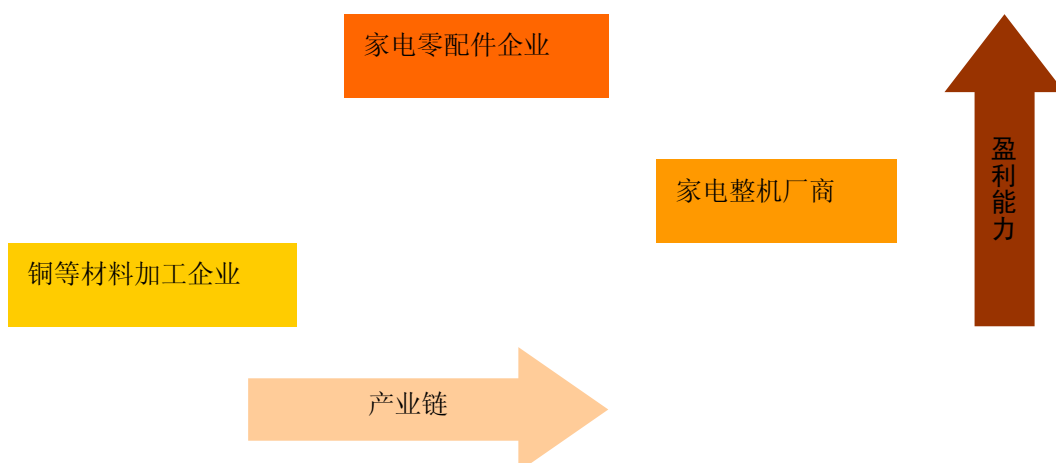 家电零配件企业
家电整机厂商
盈利能力
铜等材料加工企业
产业链